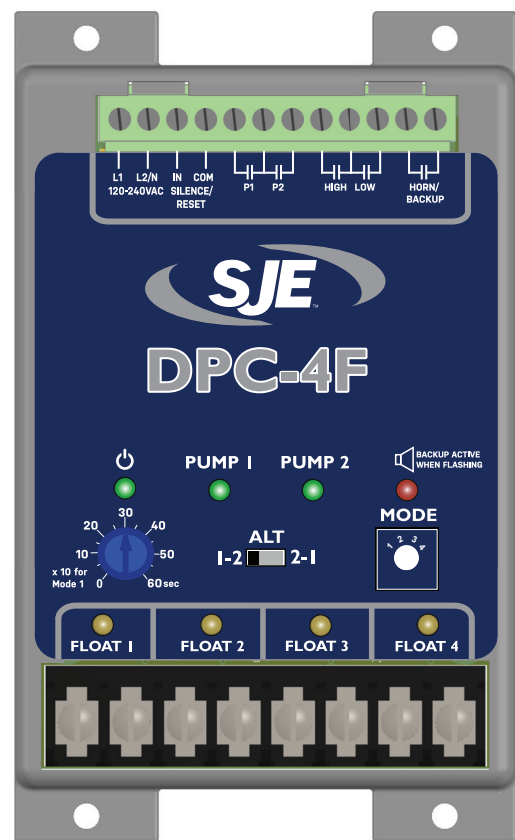 L1 L2/N IN COM
120-240VAC SILENCE/
RESET
P1 P2
HIGH LOW
HORN/
BACKUP
SJE™
DPC-4F
PUMP 1 PUMP 2
BACKUP ACTIVE
WHEN FLASHING
MODE
1 2 3 4
0 10 20 30 40 50 60 sec
x 10 for
Mode 1
ALT
1-2 2-1
FLOAT 1 FLOAT 2 FLOAT 3 FLOAT 4